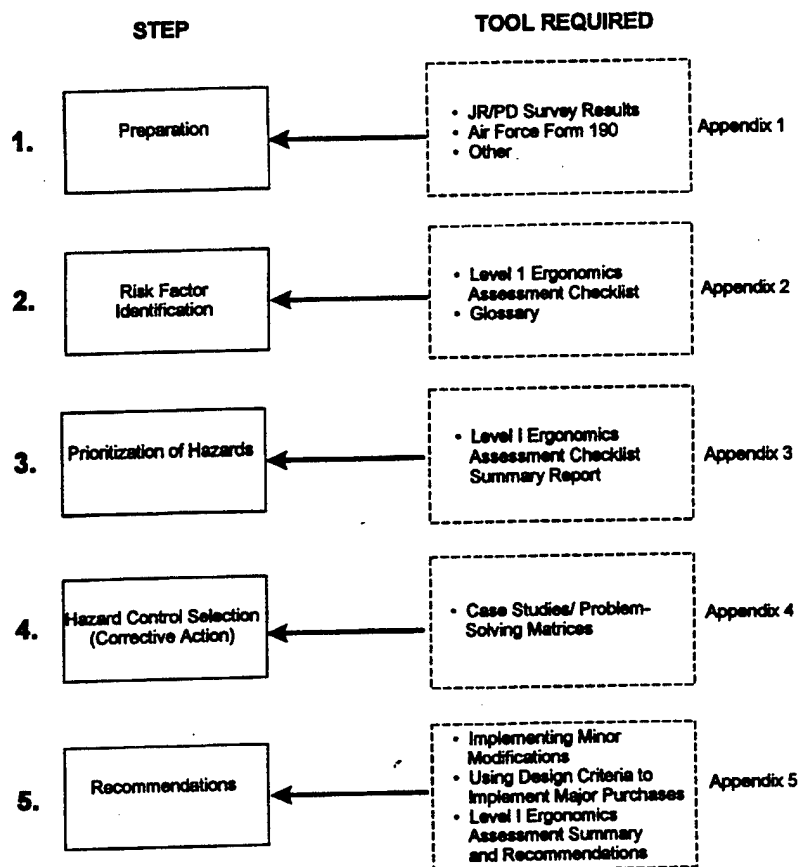 STEP
TOOL REQUIRED
1.
Preparation
• JR/PD Survey Results
• Air Force Form 190
• Other
Appendix 1
2.
Risk Factor
Identification
• Level 1 Ergonomics
Assessment Checklist
• Glossary
Appendix 2
3.
Prioritization of Hazards
• Level I Ergonomics
Assessment Checklist
Summary Report
Appendix 3
4.
Hazard Control Selection
(Corrective Action)
• Case Studies/ Problem-
Solving Matrices
Appendix 4
5.
Recommendations
• Implementing Minor
Modifications
• Using Design Criteria to
Implement Major Purchases
• Level I Ergonomics
Assessment Summary
and Recommendations
Appendix 5